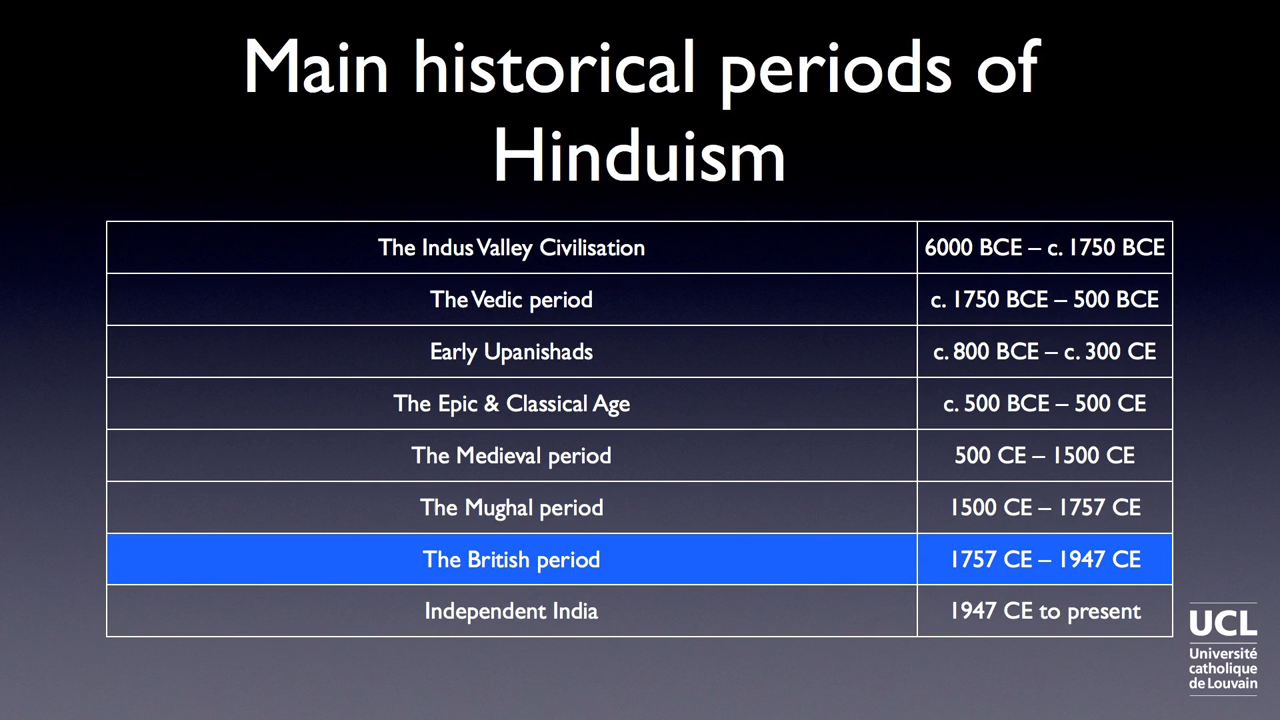 Main historical periods of
Hinduism
The Indus Valley Civilisation 6000 BCE – c. 1750 BCE
The Vedic period c. 1750 BCE – 500 BCE
Early Upanishads c. 800 BCE – c. 300 CE
The Epic & Classical Age c. 500 BCE – 500 CE
The Medieval period 500 CE – 1500 CE
The Mughal period 1500 CE – 1757 CE
The British period 1757 CE – 1947 CE
Independent India 1947 CE to present
UCL
Université
catholique
de Louvain